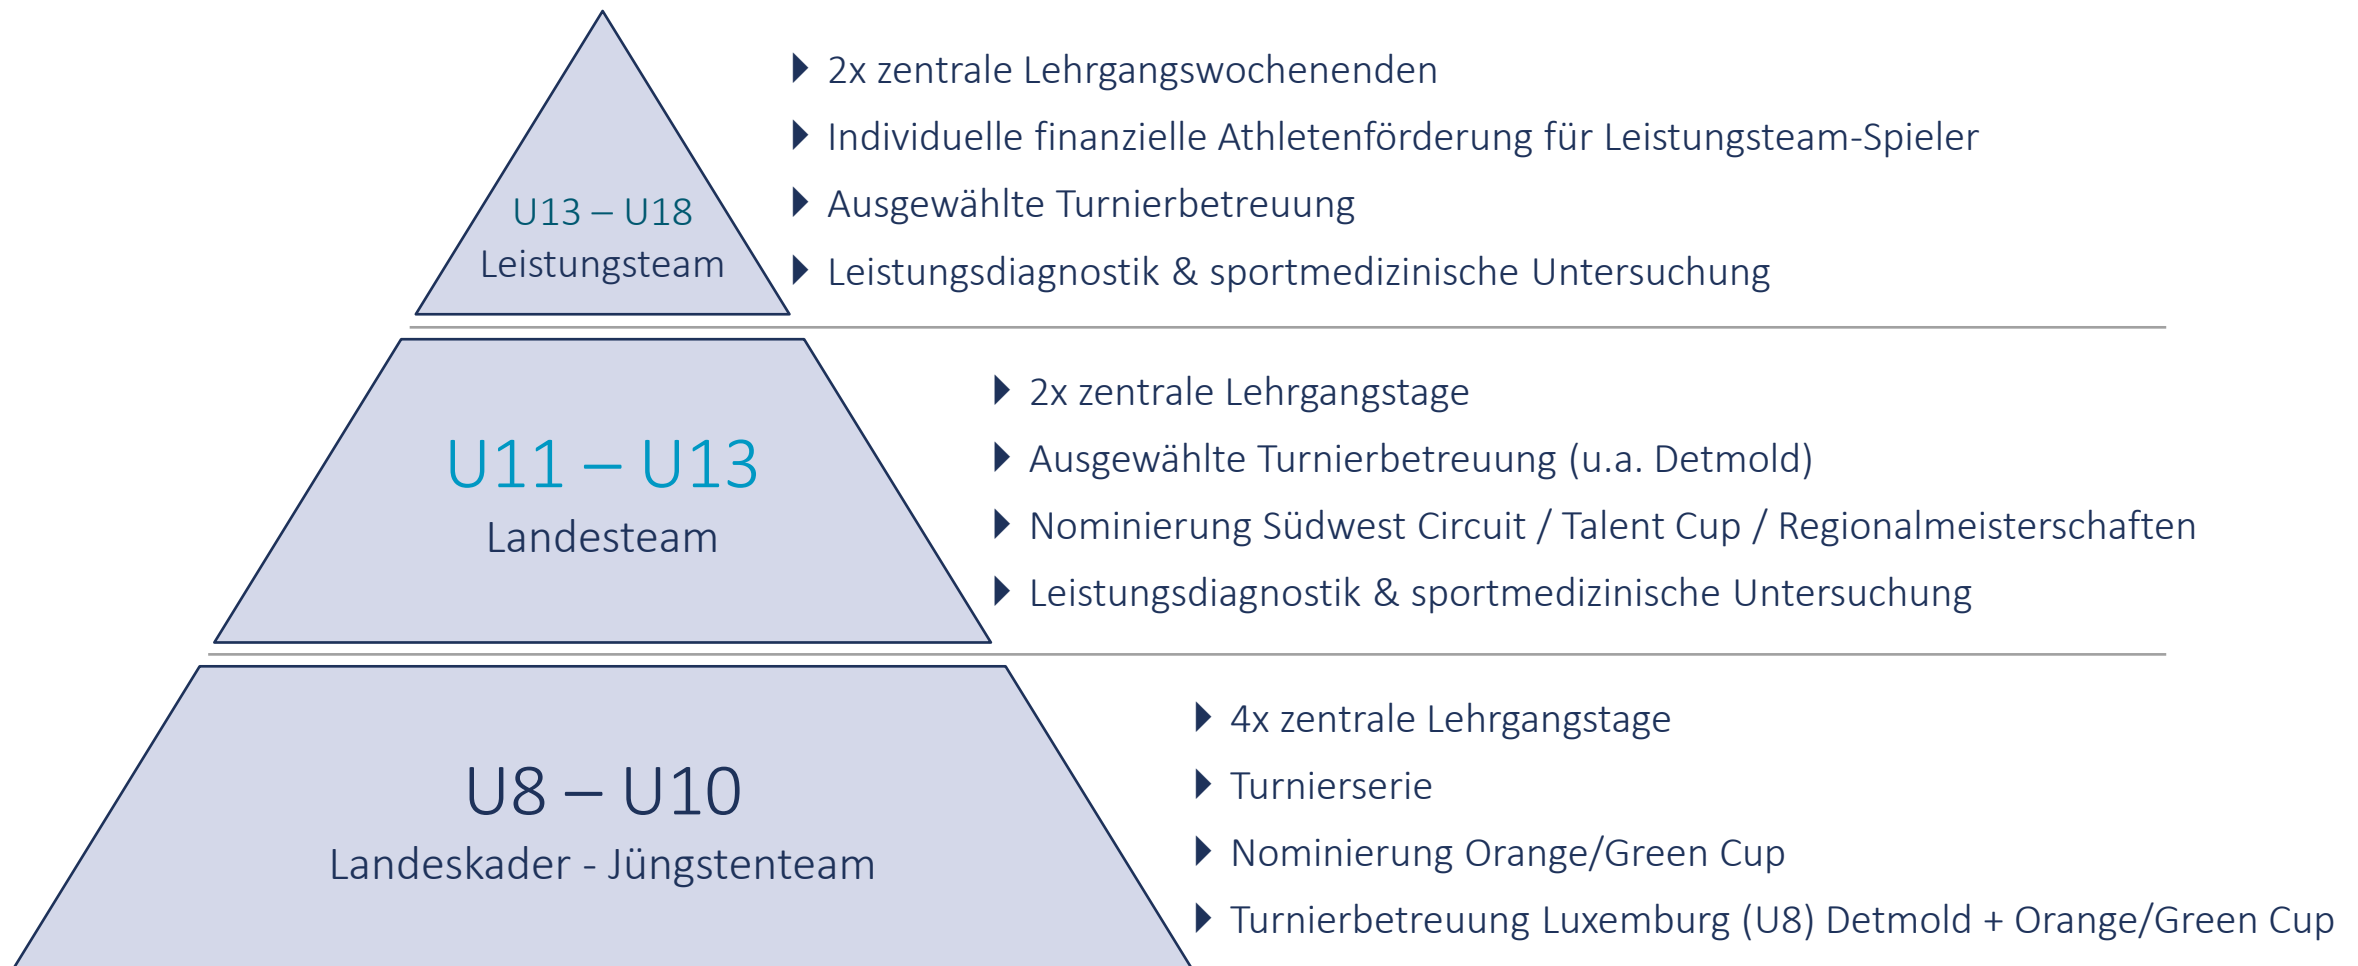 U13 – U18
Leistungsteam
2x zentrale Lehrgangswochenenden
Individuelle finanzielle Athletenförderung für Leistungsteam-Spieler
Ausgewählte Turnierbetreuung
Leistungsdiagnostik & sportmedizinische Untersuchung
U11 – U13
Landesteam
2x zentrale Lehrgangstage
Ausgewählte Turnierbetreuung (u.a. Detmold)
Nominierung Südwest Circuit / Talent Cup / Regionalmeisterschaften
Leistungsdiagnostik & sportmedizinische Untersuchung
U8 – U10
Landeskader - Jüngstenteam
4x zentrale Lehrgangstage
Turnierserie
Nominierung Orange/Green Cup
Turnierbetreuung Luxemburg (U8) Detmold + Orange/Green Cup